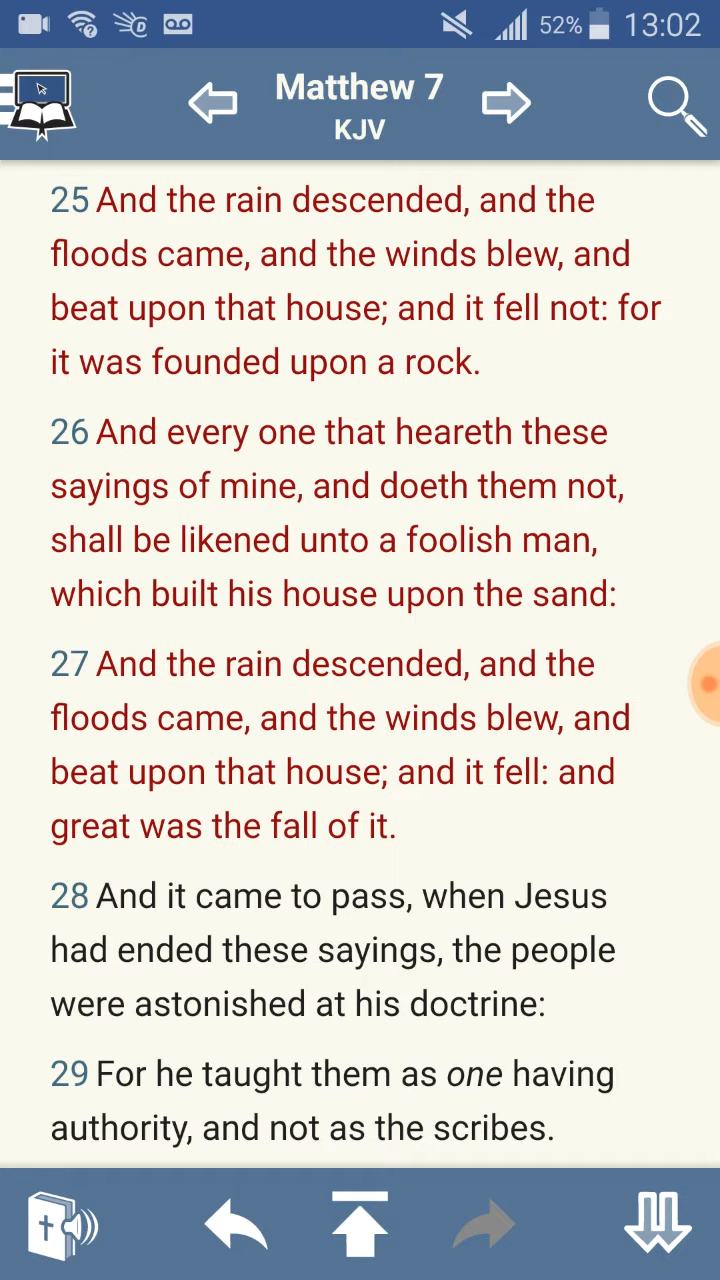 52% 13:02
Matthew 7
KJV
25 And the rain descended, and the
floods came, and the winds blew, and
beat upon that house; and it fell not: for
it was founded upon a rock.
26 And every one that heareth these
sayings of mine, and doeth them not,
shall be likened unto a foolish man,
which built his house upon the sand:
27 And the rain descended, and the
floods came, and the winds blew, and
beat upon that house; and it fell: and
great was the fall of it.
28 And it came to pass, when Jesus
had ended these sayings, the people
were astonished at his doctrine:
29 For he taught them as one having
authority, and not as the scribes.